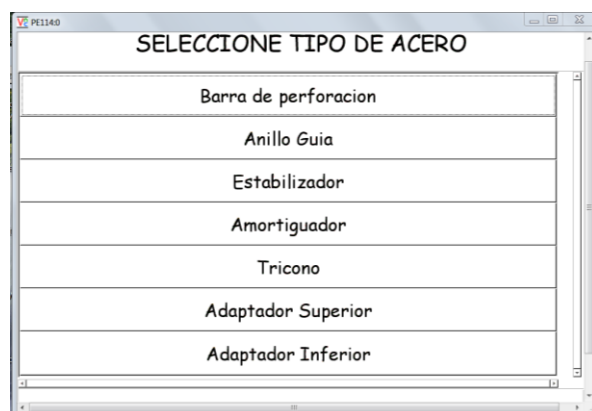 PE114:0
SELECCIONE TIPO DE ACERO
Barra de perforacion
Anillo Guia
Estabilizador
Amortiguador
Tricono
Adaptador Superior
Adaptador Inferior